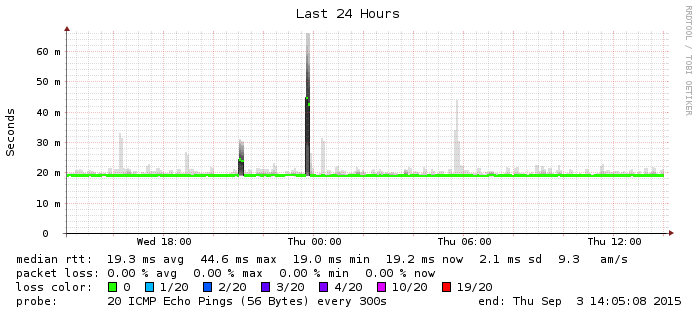 Last 24 Hours
RRDTOOL / TOBI OETIKER
Seconds
60 m
50 m
40 m
30 m
20 m
10 m
0
Wed 18:00 Thu 00:00 Thu 06:00 Thu 12:00
median rtt: 19.3 ms avg 44.6 ms max 19.0 ms min 19.2 ms now 2.1 ms sd 9.3 am/s
packet loss: 0.00 % avg 0.00 % max 0.00 % min 0.00 % now
loss color: 0 1/20 2/20 3/20 4/20 10/20 19/20
probe: 20 ICMP Echo Pings (56 Bytes) every 300s end: Thu Sep 3 14:05:08 2015